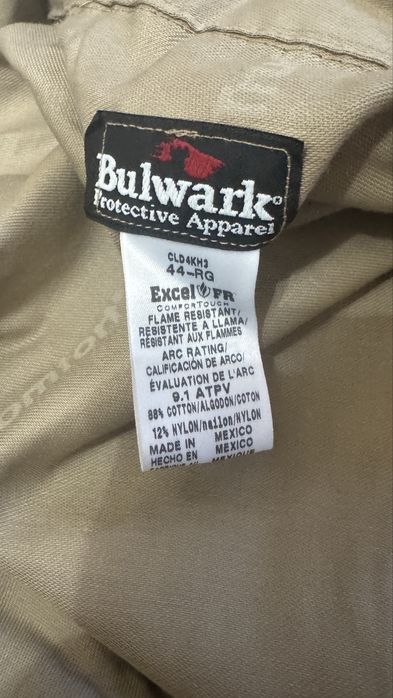 Bulwark®
Protective Apparel
CLD4KH3
44-RG
Excel FR
COMFORTOUCH
FLAME RESISTANT/
RESISTENTE A LLAMA/
RÉSISTANT AUX FLAMMES
ARC RATING/
CALIFICACIÓN DE ARCO/
ÉVALUATION DE L'ARC
9.1 ATPV
88% COTTON/ALGODON/COTON
12% NYLON/nailon/NYLON
MADE IN MEXICO
HECHO EN MEXICO